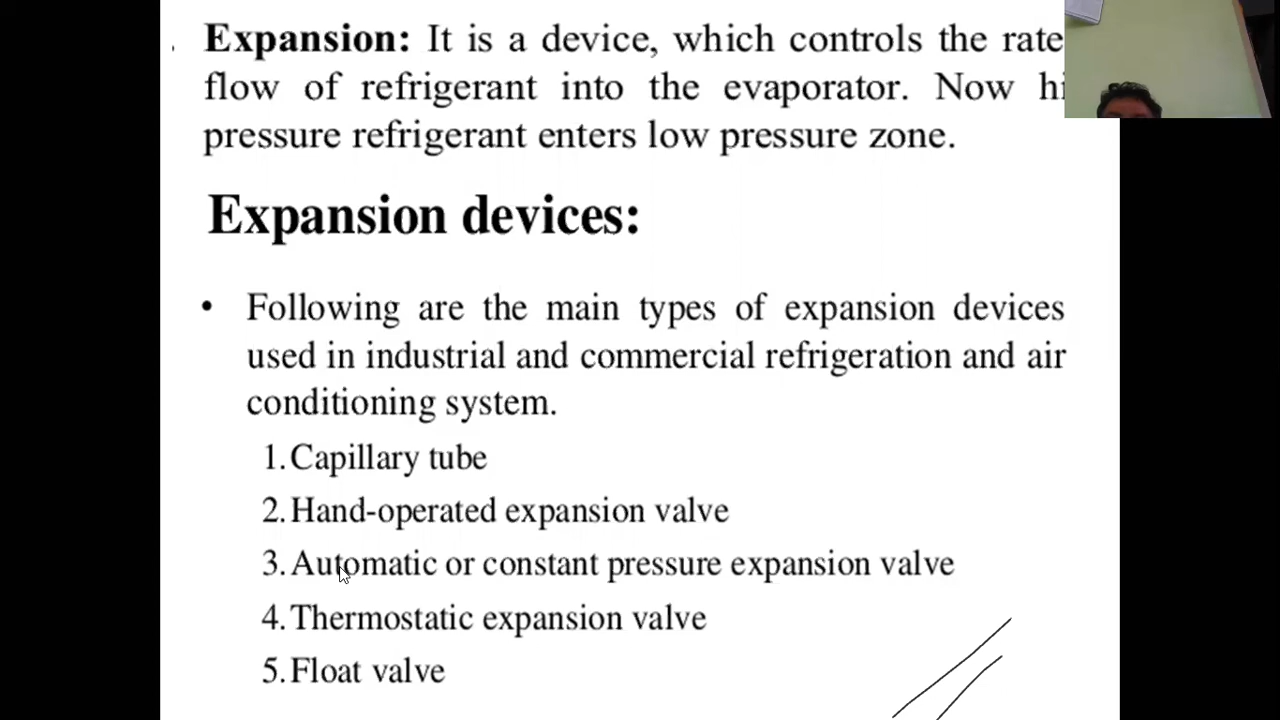 Expansion: It is a device, which controls the rate
flow of refrigerant into the evaporator. Now
pressure refrigerant enters low pressure zone.
Expansion devices:
• Following are the main types of expansion devices
used in industrial and commercial refrigeration and air
conditioning system.
1. Capillary tube
2. Hand-operated expansion valve
3. Automatic or constant pressure expansion valve
4. Thermostatic expansion valve
5. Float valve